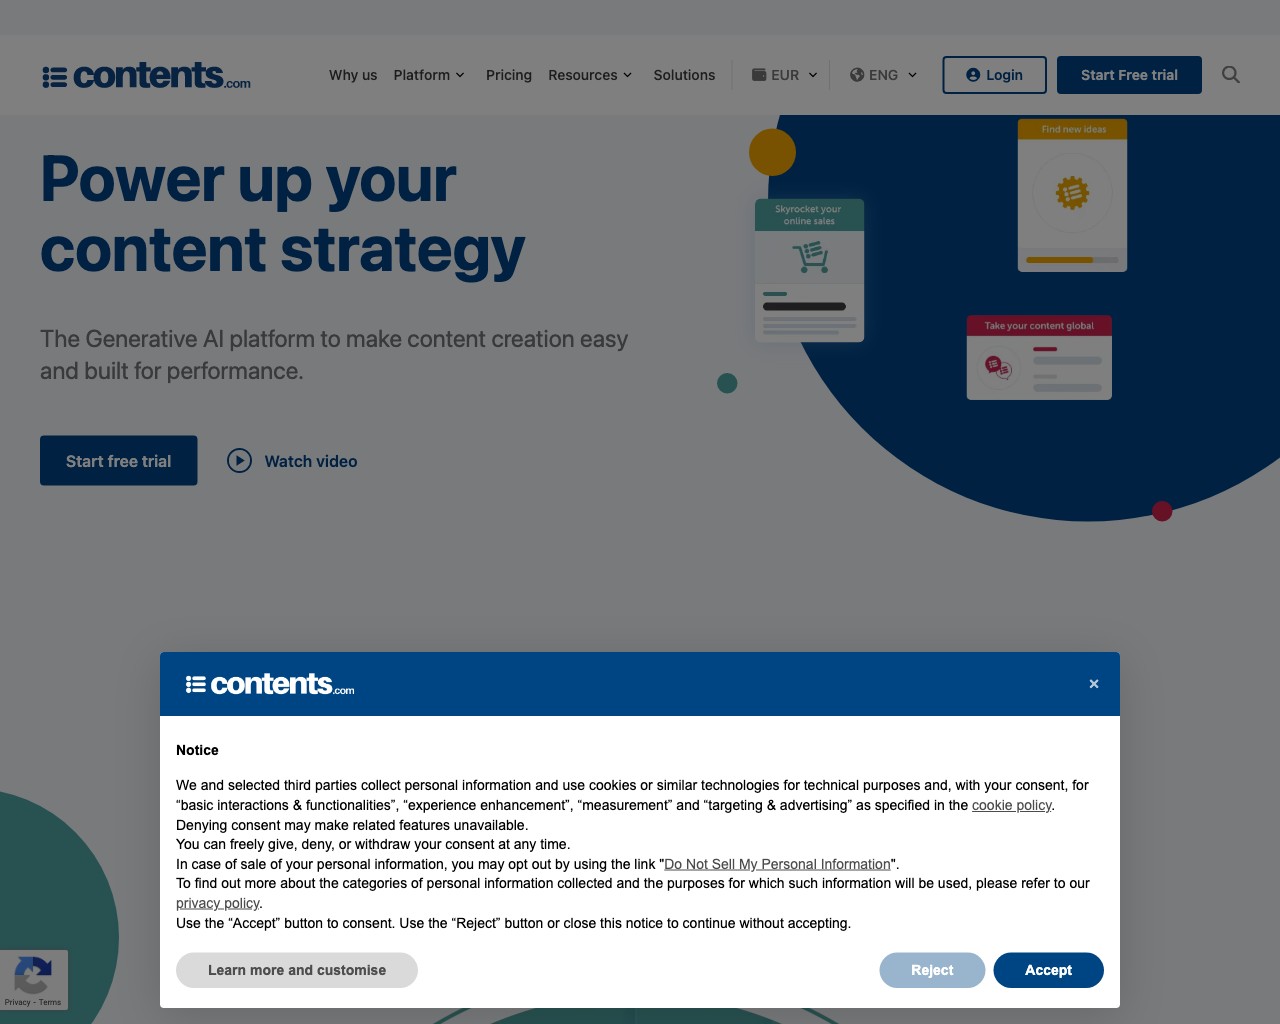 contents.com
Why us
Platform
Pricing
Resources
Solutions
EUR
ENG
Login
Start Free trial
Power up your
content strategy
The Generative AI platform to make content creation easy
and built for performance.
Start free trial
Watch video
Find new ideas
Skyrocket your
online sales
Take your content global
contents.com
×
Notice
We and selected third parties collect personal information and use cookies or similar technologies for technical purposes and, with your consent, for
“basic interactions & functionalities”, “experience enhancement”, “measurement” and “targeting & advertising” as specified in the cookie policy.
Denying consent may make related features unavailable.
You can freely give, deny, or withdraw your consent at any time.
In case of sale of your personal information, you may opt out by using the link "Do Not Sell My Personal Information".
To find out more about the categories of personal information collected and the purposes for which such information will be used, please refer to our
privacy policy.
Use the “Accept” button to consent. Use the “Reject” button or close this notice to continue without accepting.
Learn more and customise
Reject
Accept
Privacy - Terms